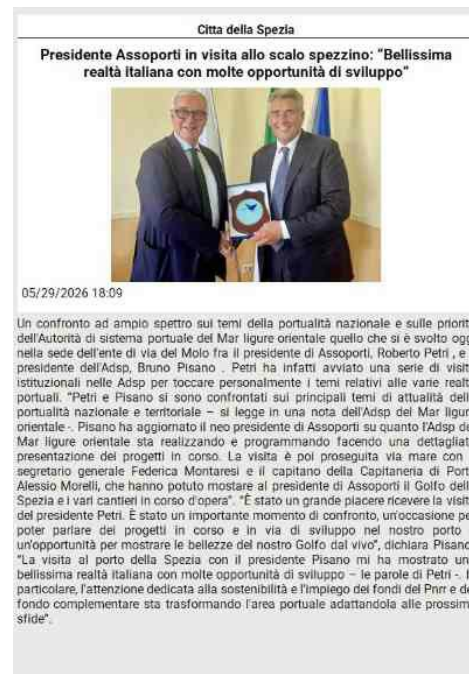 Citta della Spezia
Presidente Assoporti in visita allo scalo spezzino: “Bellissima
realtà italiana con molte opportunità di sviluppo”
05/29/2026 18:09
Un confronto ad ampio spettro sui temi della portualità nazionale e sulle priorit
dell'Autorità di sistema portuale del Mar ligure orientale quello che si è svolto ogg
nella sede dell'ente di via del Molo fra il presidente di Assoporti, Roberto Petri , e
presidente dell'Adsp, Bruno Pisano . Petri ha infatti avviato una serie di visit
istituzionali nelle Adsp per toccare personalmente i temi relativi alle varie realt
portuali. “Petri e Pisano si sono confrontati sui principali temi di attualità dell
portualità nazionale e territoriale – si legge in una nota dell'Adsp del Mar ligur
orientale -. Pisano ha aggiornato il neo presidente di Assoporti su quanto l'Adsp de
Mar ligure orientale sta realizzando e programmando facendo una dettagliat
presentazione dei progetti in corso. La visita è poi proseguita via mare con
segretario generale Federica Montaresi e il capitano della Capitaneria di Port
Alessio Morelli, che hanno potuto mostare al presidente di Assoporti il Golfo dell
Spezia e i vari cantieri in corso d'opera”. “È stato un grande piacere ricevere la visit
del presidente Petri. È stato un importante momento di confronto, un'occasione pe
poter parlare dei progetti in corso e in via di sviluppo nel nostro porto
un'opportunità per mostrare le bellezze del nostro Golfo dal vivo”, dichiara Pisano
“La visita al porto della Spezia con il presidente Pisano mi ha mostrato un
bellissima realtà italiana con molte opportunità di sviluppo – le parole di Petri -. I
particolare, l'attenzione dedicata alla sostenibilità e l'impiego dei fondi del Pnrr e de
fondo complementare sta trasformando l'area portuale adattandola alle prossim
sfide”.